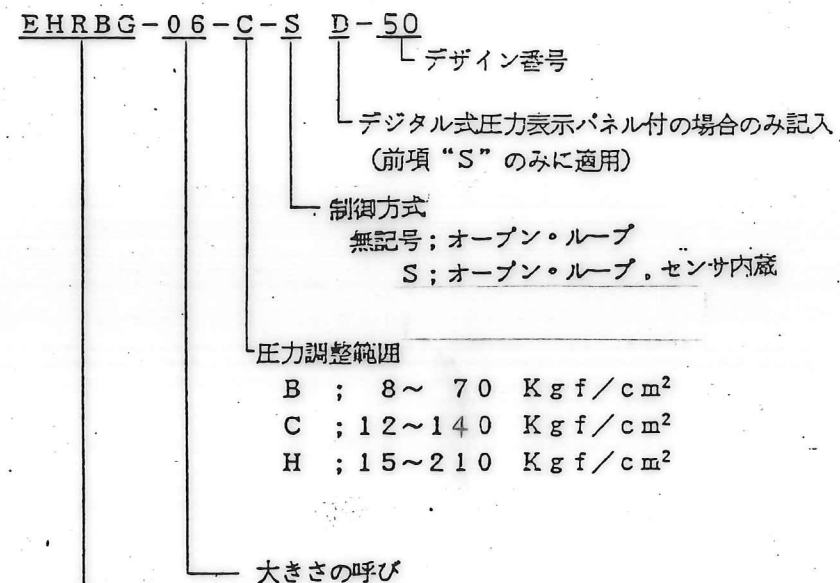 EHRBG-06-C-S D-50
デザイン番号
デジタル式圧力表示パネル付の場合のみ記入
(前項“S”のみに適用)
制御方式
無記号;オープン・ループ
S;オープン・ループ。センサ内蔵
圧力調整範囲
B ; 8~ 70 Kgf/cm²
C ;12~140 Kgf/cm²
H ;15~210 Kgf/cm²
大きさの呼び